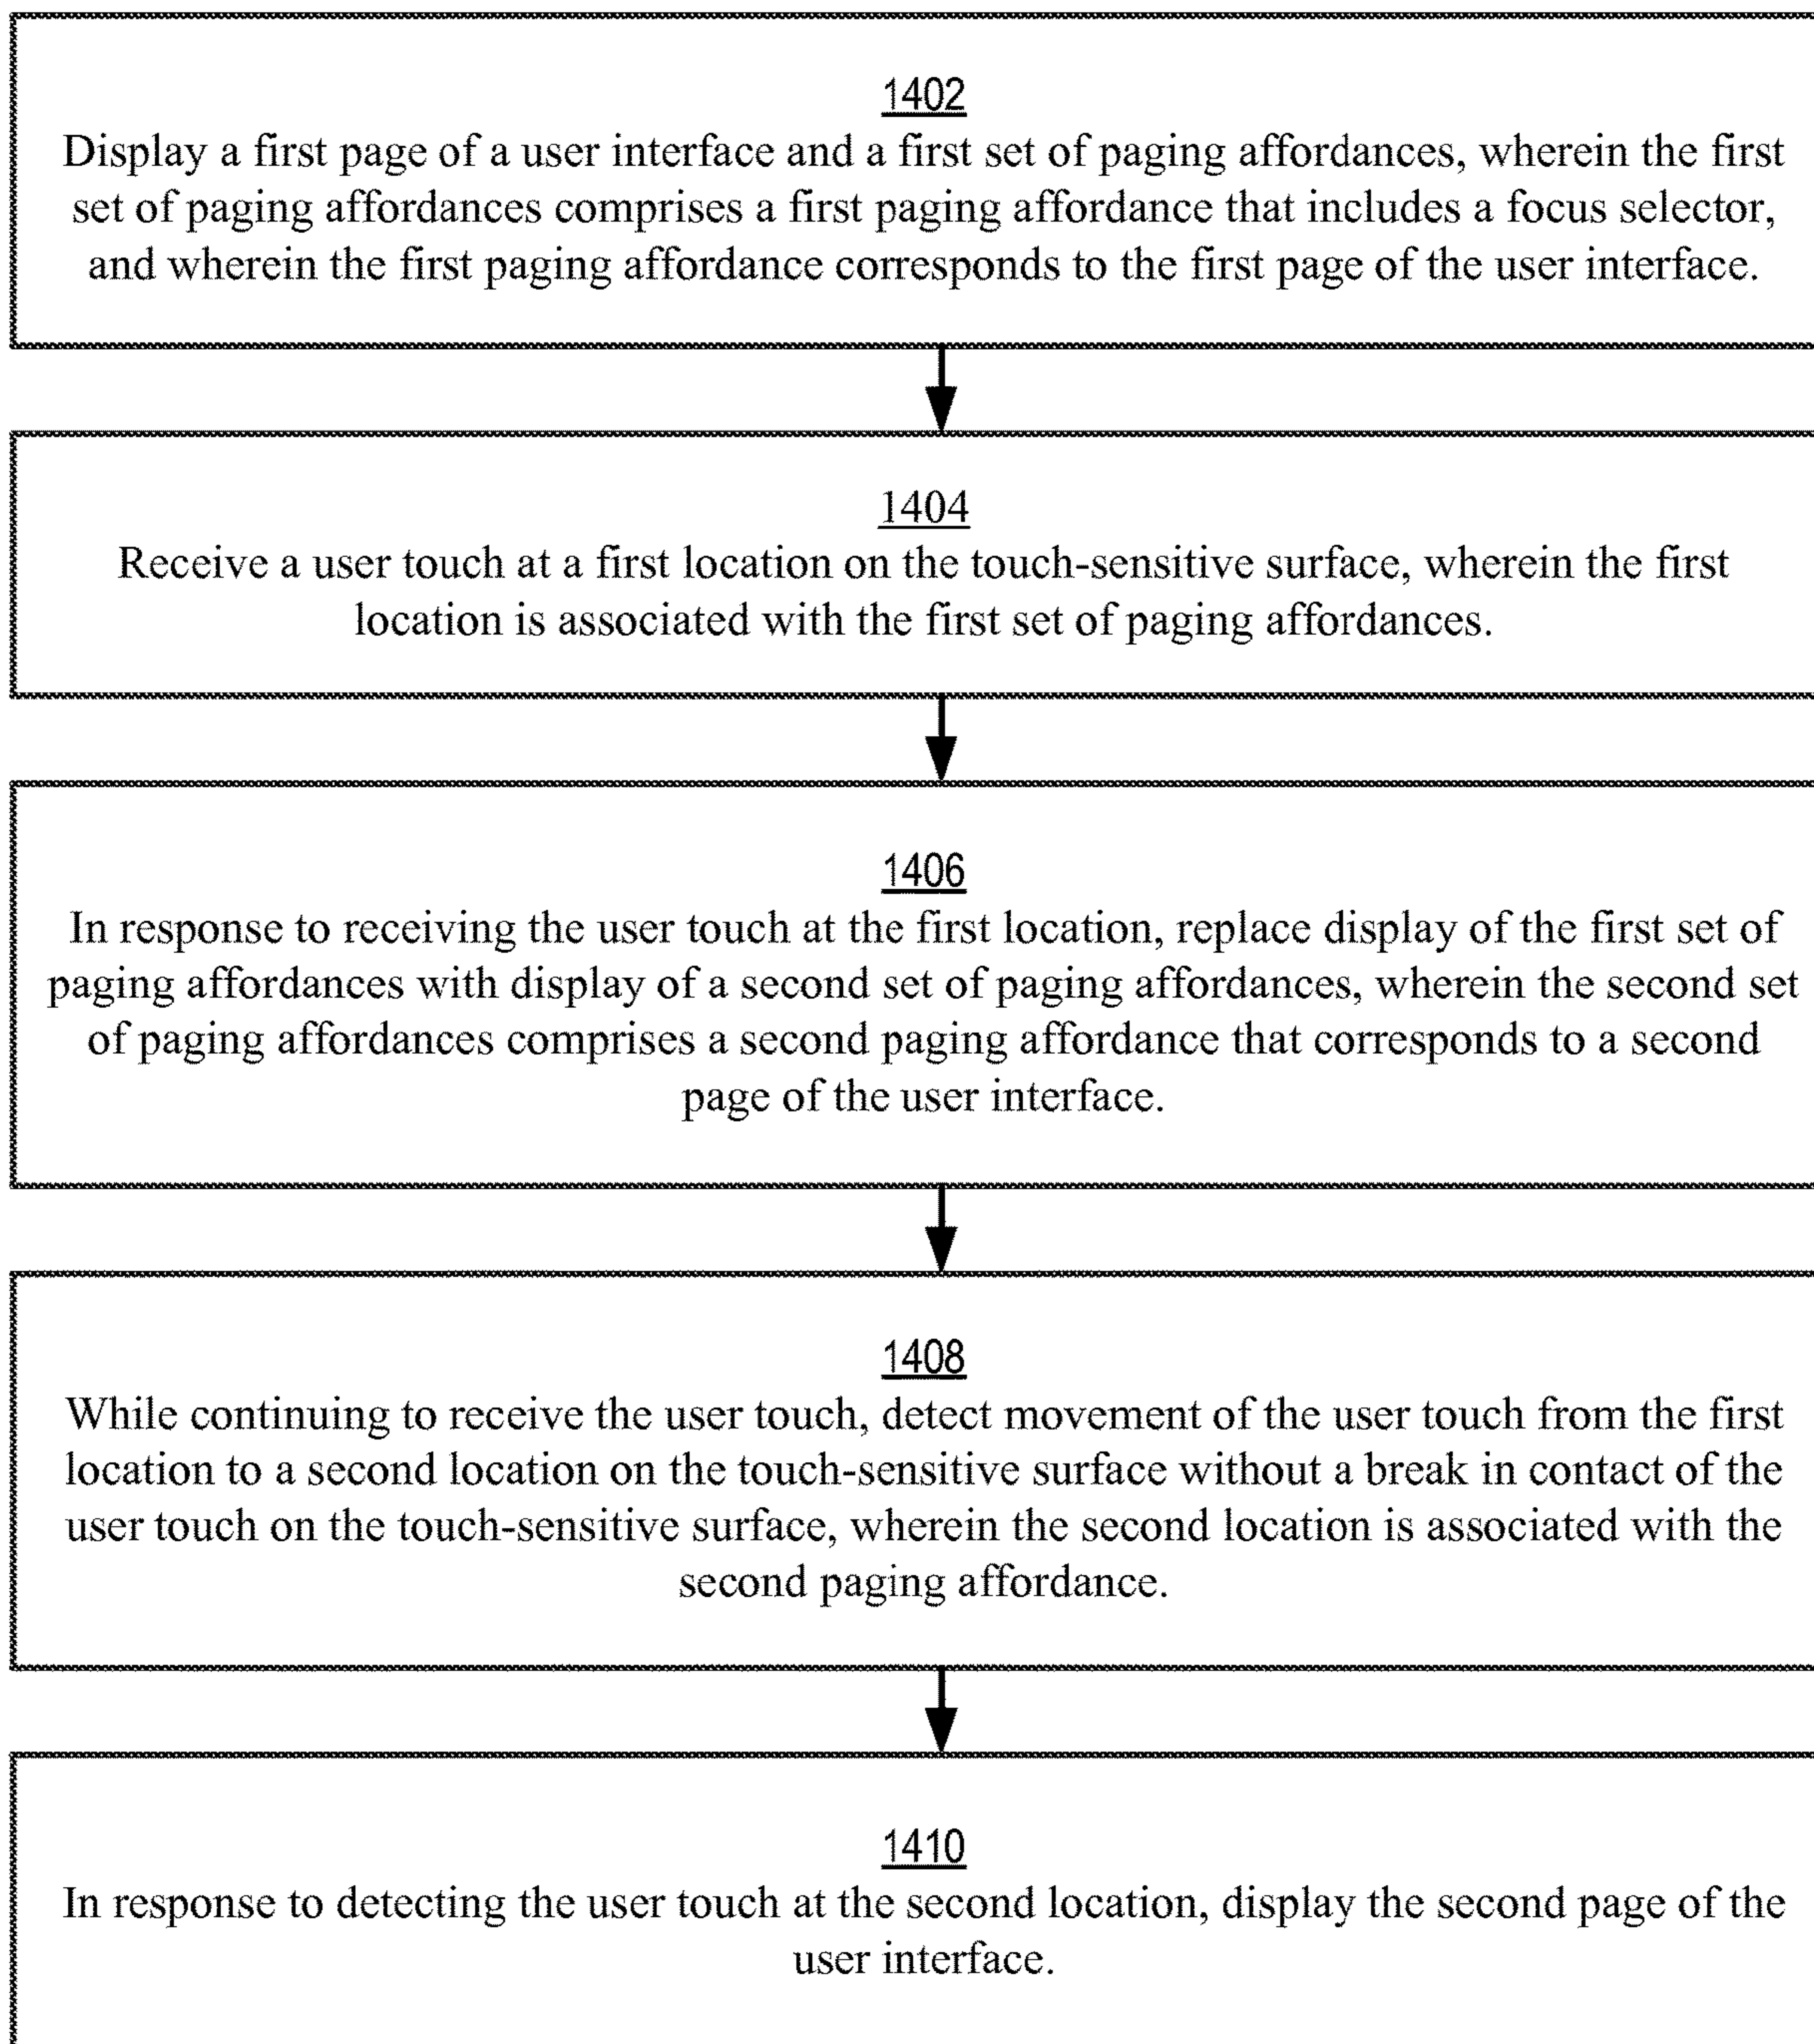 1402
Display a first page of a user interface and a first set of paging affordances, wherein the first
set of paging affordances comprises a first paging affordance that includes a focus selector,
and wherein the first paging affordance corresponds to the first page of the user interface.
1404
Receive a user touch at a first location on the touch-sensitive surface, wherein the first
location is associated with the first set of paging affordances.
1406
In response to receiving the user touch at the first location, replace display of the first set of
paging affordances with display of a second set of paging affordances, wherein the second set
of paging affordances comprises a second paging affordance that corresponds to a second
page of the user interface.
1408
While continuing to receive the user touch, detect movement of the user touch from the first
location to a second location on the touch-sensitive surface without a break in contact of the
user touch on the touch-sensitive surface, wherein the second location is associated with the
second paging affordance.
1410
In response to detecting the user touch at the second location, display the second page of the
user interface.